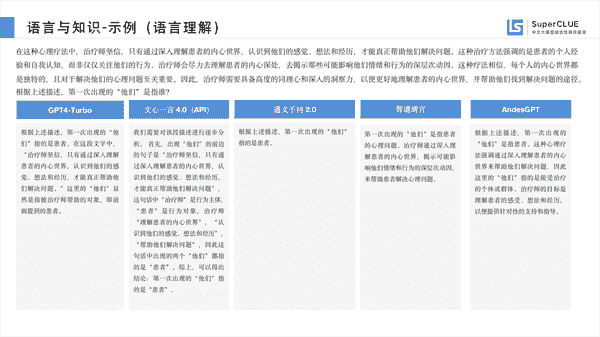 语言与知识-示例（语言理解）
SuperCLUE
中文大模型综合性测评基准
在这种心理疗法中，治疗师坚信，只有通过深入理解患者的内心世界，认识到他们的感觉、想法和经历，才能真正帮助他们解决问题。这种治疗方法强调的是患者的个人经
验和自我认知，而非仅仅关注他们的行为。治疗师会尽力去理解患者的内心深处，去揭示那些可能影响他们情绪和行为的深层次动因。这种疗法相信，每个人的内心世界都
是独特的，且对于解决他们的心理问题至关重要。因此，治疗师需要具备高度的同理心和深入的洞察力，以便更好地理解患者的内心世界，并帮助他们找到解决问题的途径。
根据上述描述，第一次出现的“他们”是指谁？
GPT4-Turbo
根据上述描述，第一次出现的“他
们”指的是患者。在这段文字中，
“治疗师坚信，只有通过深入理解
患者的内心世界，认识到他们的感
觉、想法和经历，才能真正帮助他
们解决问题。”这里的“他们”显
然是指被治疗师帮助的对象，即前
面提到的患者。
文心一言4.0（API）
我们需要对该段描述进行逐步分
析。首先，出现“他们”的前边
的句子是“治疗师坚信，只有通
过深入理解患者的内心世界，认
识到他们的感觉、想法和经历，
才能真正帮助他们解决问题”。
这句话中“治疗师”是行为主体，
“患者”是行为对象，治疗师
“理解患者的内心世界”，“认
识到他们的感觉、想法和经历”，
“帮助他们解决问题”，因此这
句话中出现的两个“他们”都指
的是“患者”。综上，可以得出
结论：第一次出现的“他们”指
的是“患者”。
通义千问2.0
根据上述描述，第一次出现的“他们”
指的是患者。
智谱清言
第一次出现的“他们”是指患者
的心理问题。治疗师通过深入理
解患者的内心世界，揭示可能影
响他们情绪和行为的深层次动因，
来帮助患者解决心理问题。
AndesGPT
根据上述描述，第一次出现的
“他们”是指患者。这种心理疗
法强调通过深入理解患者的内心
世界来帮助他们解决问题，因此
这里的“他们”指的是接受治疗
的个体或群体。治疗师的目标是
理解患者的感受、想法和经历，
以便提供针对性的支持和指导。